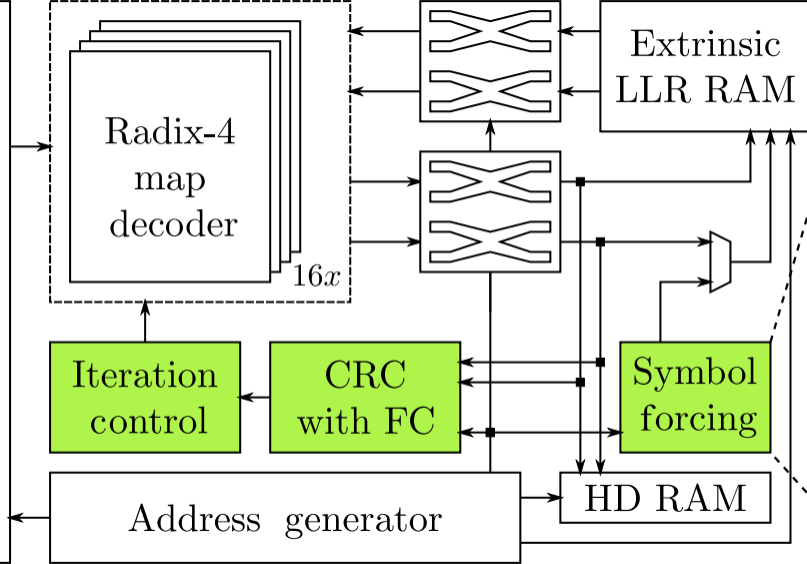 Extrinsic
LLR RAM
Radix-4
map
decoder
16x
Iteration
control
CRC
with FC
Symbol
forcing
HD RAM
Address generator